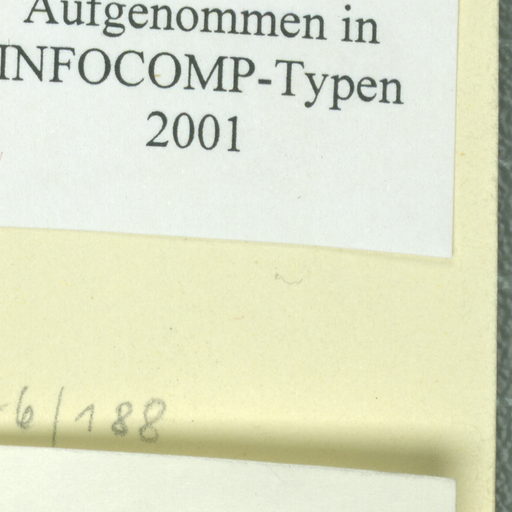 Aufgenommen in
INFOCOMP-Typen
2001
-6/188